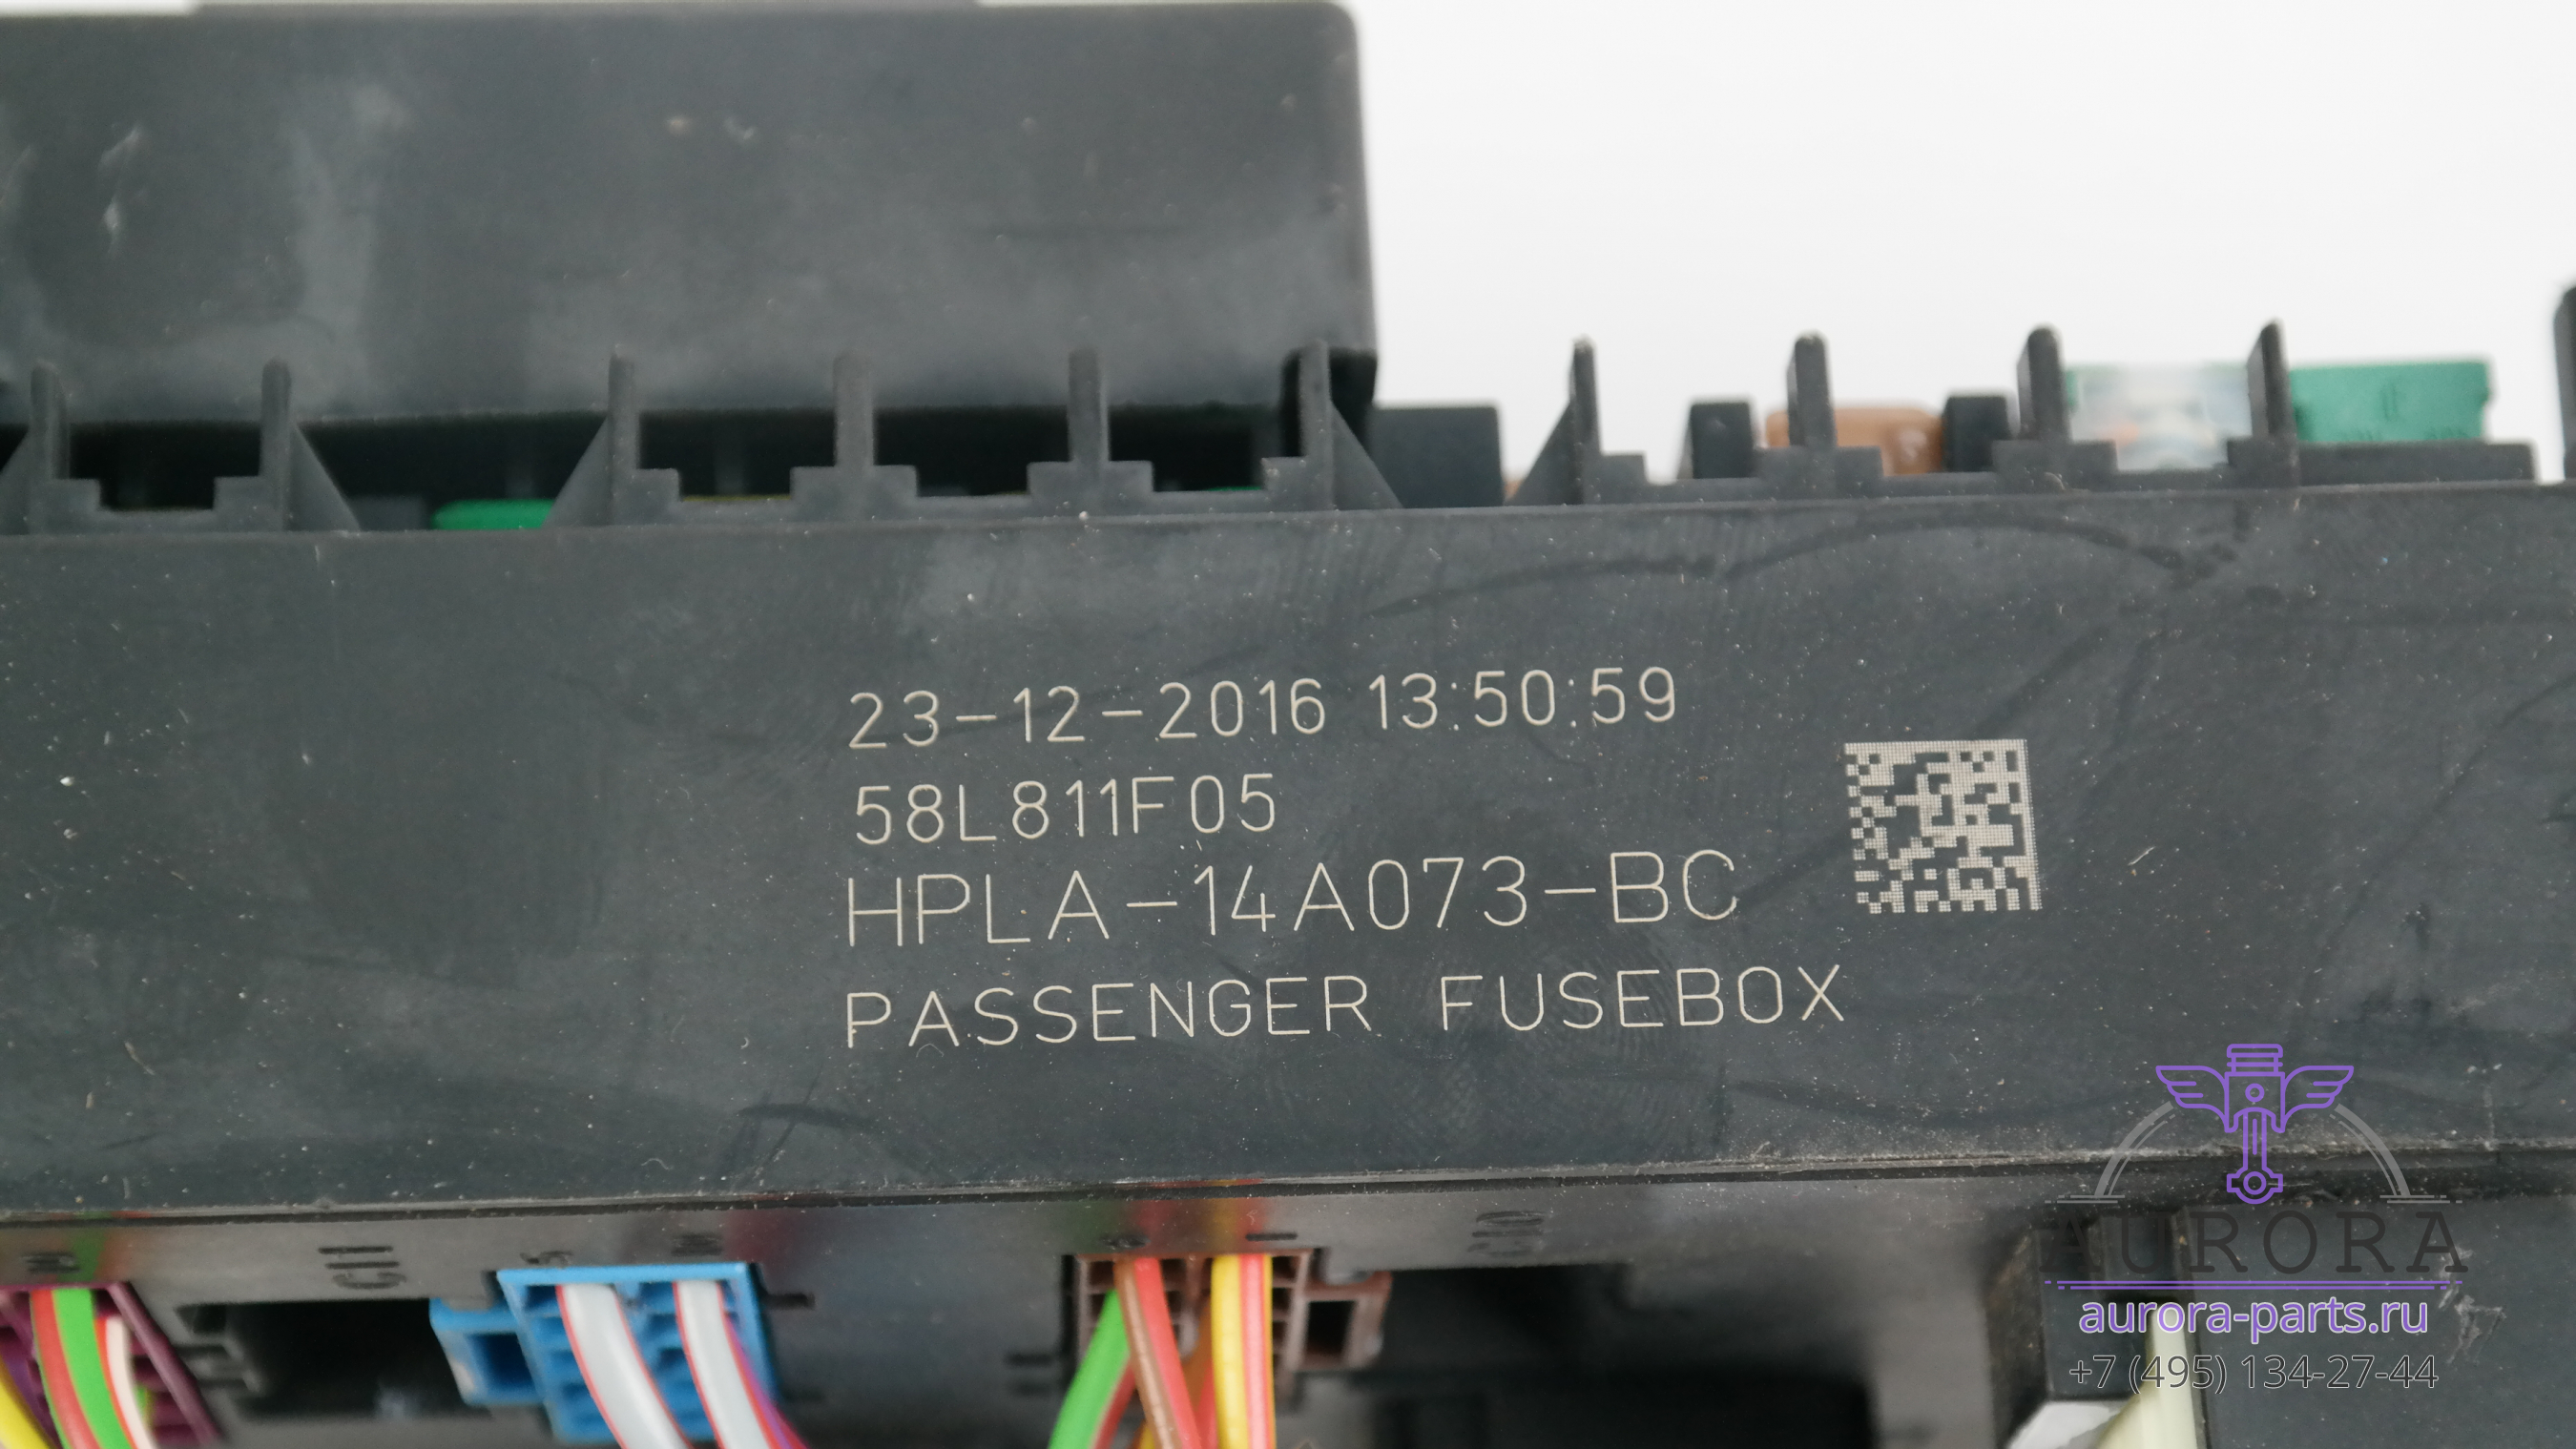 23-12-2016 13:50:59
58L811F05
HPLA-14A073-BC
PASSENGER FUSEBOX
C11
AURORA
aurora-parts.ru
+7 (495) 134-27-44